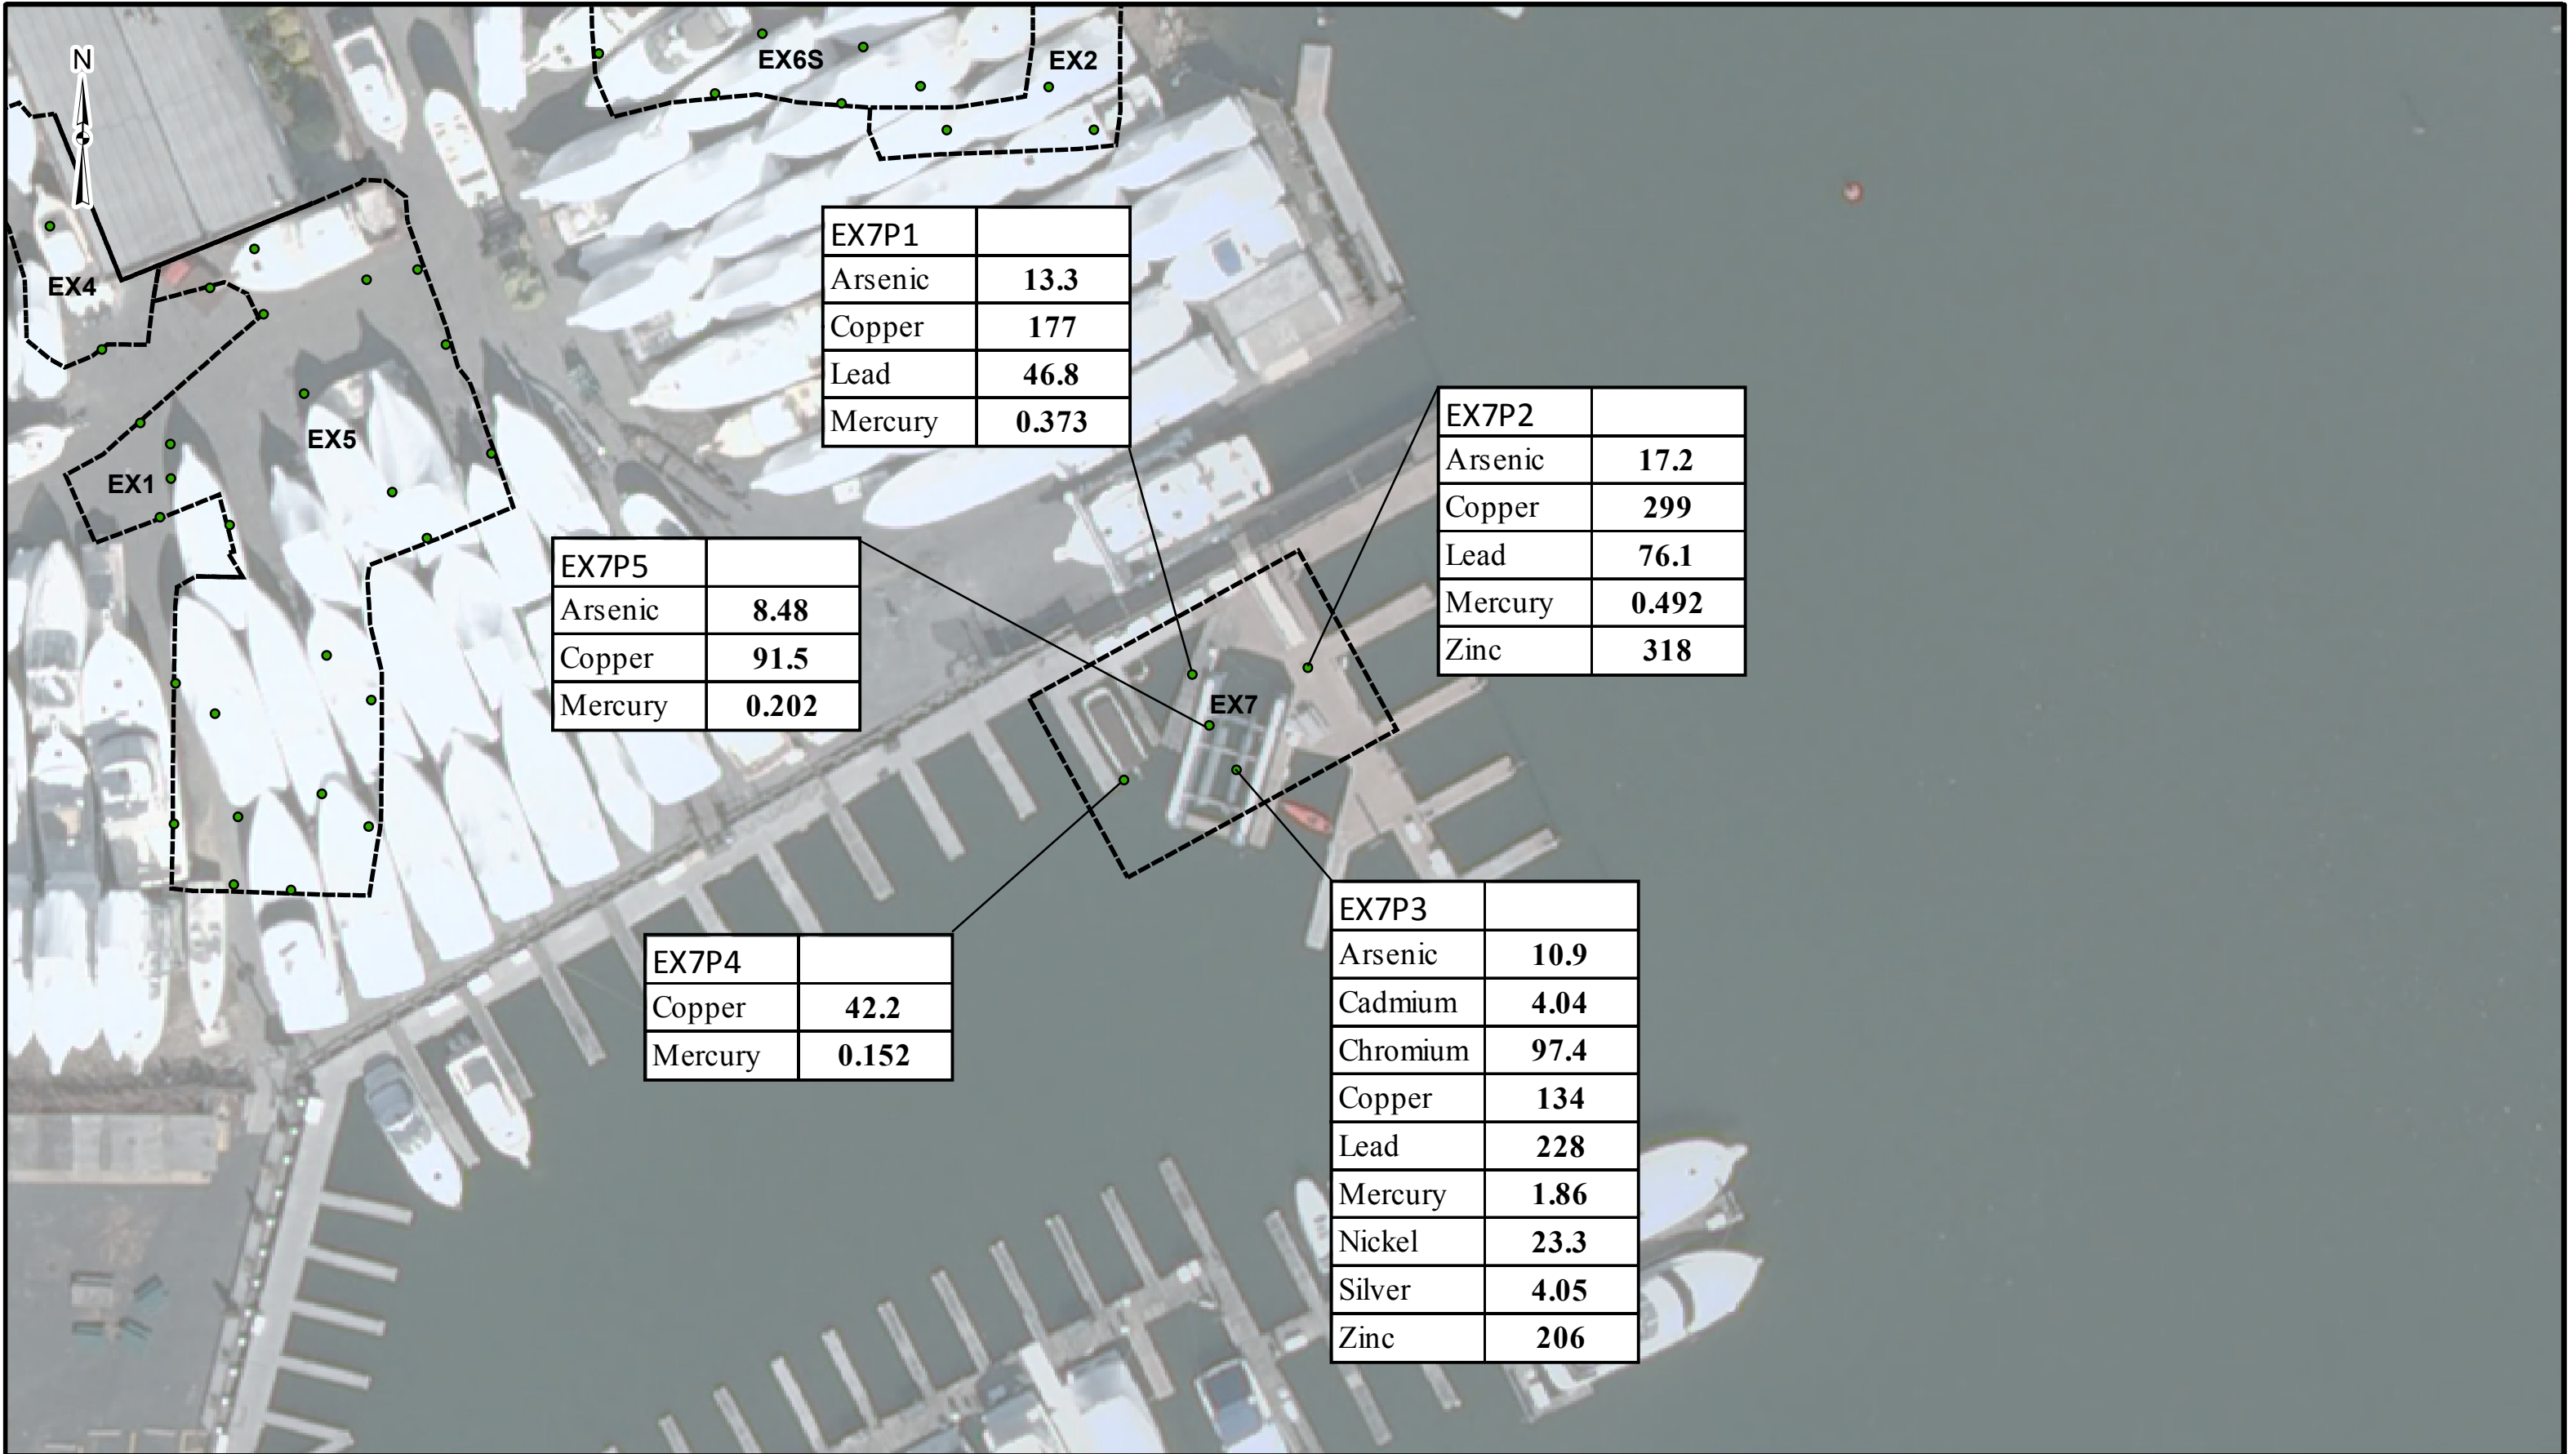 N
EX6S
EX2
EX4
EX5
EX1
EX7P1
Arsenic 13.3
Copper 177
Lead 46.8
Mercury 0.373
EX7P2
Arsenic 17.2
Copper 299
Lead 76.1
Mercury 0.492
Zinc 318
EX7P5
Arsenic 8.48
Copper 91.5
Mercury 0.202
EX7
EX7P4
Copper 42.2
Mercury 0.152
EX7P3
Arsenic 10.9
Cadmium 4.04
Chromium 97.4
Copper 134
Lead 228
Mercury 1.86
Nickel 23.3
Silver 4.05
Zinc 206